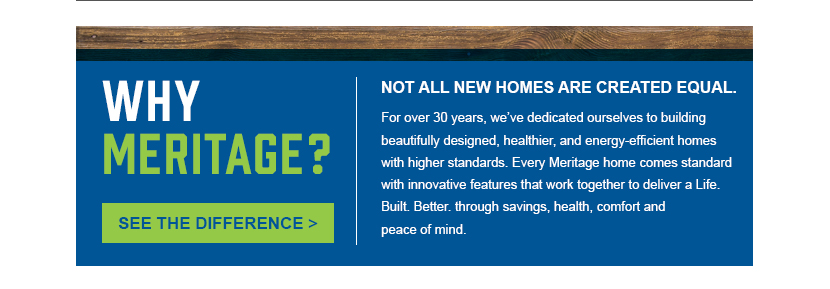 WHY
MERITAGE?
SEE THE DIFFERENCE >
NOT ALL NEW HOMES ARE CREATED EQUAL.
For over 30 years, we’ve dedicated ourselves to building
beautifully designed, healthier, and energy-efficient homes
with higher standards. Every Meritage home comes standard
with innovative features that work together to deliver a Life.
Built. Better. through savings, health, comfort and
peace of mind.